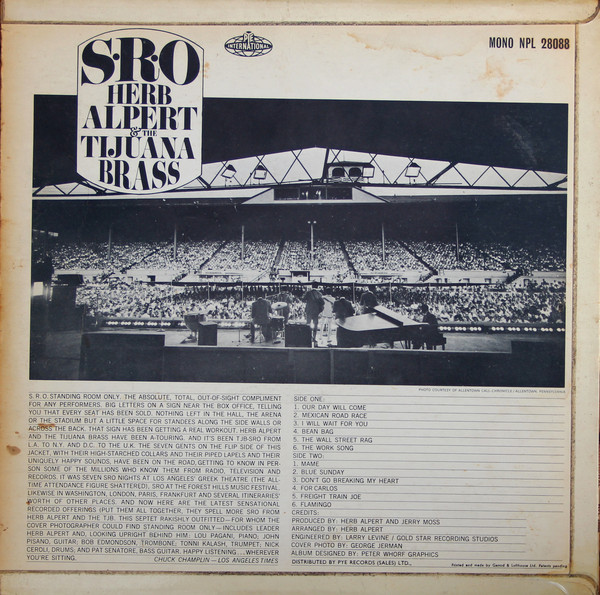 S·R·O
HERB
ALPERT
& THE
TIJUANA
BRASS
PYE
INTERNATIONAL
MONO NPL 28088
PHOTO COURTESY OF ALLENTOWN CALL-CHRONICLE / ALLENTOWN, PENNSYLVANIA
S.R.O. STANDING ROOM ONLY. THE ABSOLUTE, TOTAL, OUT-OF-SIGHT COMPLIMENT
FOR ANY PERFORMERS. BIG LETTERS ON A SIGN NEAR THE BOX OFFICE, TELLING
YOU THAT EVERY SEAT HAS BEEN SOLD. NOTHING LEFT IN THE HALL, THE ARENA
OR THE STADIUM BUT A LITTLE SPACE FOR STANDEES ALONG THE SIDE WALLS OR
ACROSS THE BACK. THAT SIGN HAS BEEN GETTING A REAL WORKOUT. HERB ALPERT
AND THE TIJUANA BRASS HAVE BEEN A-TOURING. AND IT'S BEEN TJB-SRO FROM
L.A. TO N.Y. AND D.C. TO THE U.K. THE SEVEN GENTS ON THE FLIP SIDE OF THIS
JACKET, WITH THEIR HIGH-STARCHED COLLARS AND THEIR PIPED LAPELS AND THEIR
UNIQUELY HAPPY SOUNDS, HAVE BEEN ON THE ROAD, GETTING TO KNOW IN PER-
SON SOME OF THE MILLIONS WHO KNOW THEM FROM RADIO, TELEVISION AND
RECORDS. IT WAS SEVEN SRO NIGHTS AT LOS ANGELES' GREEK THEATRE (THE ALL-
TIME ATTENDANCE FIGURE SHATTERED). SRO AT THE FOREST HILLS MUSIC FESTIVAL.
LIKEWISE IN WASHINGTON, LONDON, PARIS, FRANKFURT AND SEVERAL ITINERARIES'
WORTH OF OTHER PLACES. AND NOW HERE ARE THE LATEST SENSATIONAL
RECORDED OFFERINGS (PUT THEM ALL TOGETHER, THEY SPELL MORE SRO FROM
HERB ALPERT AND THE TJB. THIS SEPTET RAKISHLY OUTFITTED—FOR WHOM THE
COVER PHOTOGRAPHER COULD FIND STANDING ROOM ONLY—INCLUDES LEADER
HERB ALPERT AND, LOOKING UPRIGHT BEHIND HIM: LOU PAGANI, PIANO; JOHN
PISANO, GUITAR; BOB EDMONDSON, TROMBONE; TONNI KALASH, TRUMPET; NICK
CEROLI, DRUMS, AND PAT SENATORE, BASS GUITAR. HAPPY LISTENING.....WHEREVER
YOU'RE SITTING.
CHUCK CHAMPLIN—LOS ANGELES TIMES
SIDE ONE:
1. OUR DAY WILL COME
2. MEXICAN ROAD RACE
3. I WILL WAIT FOR YOU
4. BEAN BAG
5. THE WALL STREET RAG
6. THE WORK SONG
SIDE TWO:
1. MAME
2. BLUE SUNDAY
3. DON'T GO BREAKING MY HEART
4. FOR CARLOS
5. FREIGHT TRAIN JOE
6. FLAMINGO
CREDITS:
PRODUCED BY: HERB ALPERT AND JERRY MOSS
ARRANGED BY: HERB ALPERT
ENGINEERED BY: LARRY LEVINE / GOLD STAR RECORDING STUDIOS
COVER PHOTO BY: GEORGE JERMAN
ALBUM DESIGNED BY: PETER WHORF GRAPHICS
DISTRIBUTED BY PYE RECORDS (SALES) LTD.,
Printed and made by Garrod & Lofthouse Ltd. Patents pending